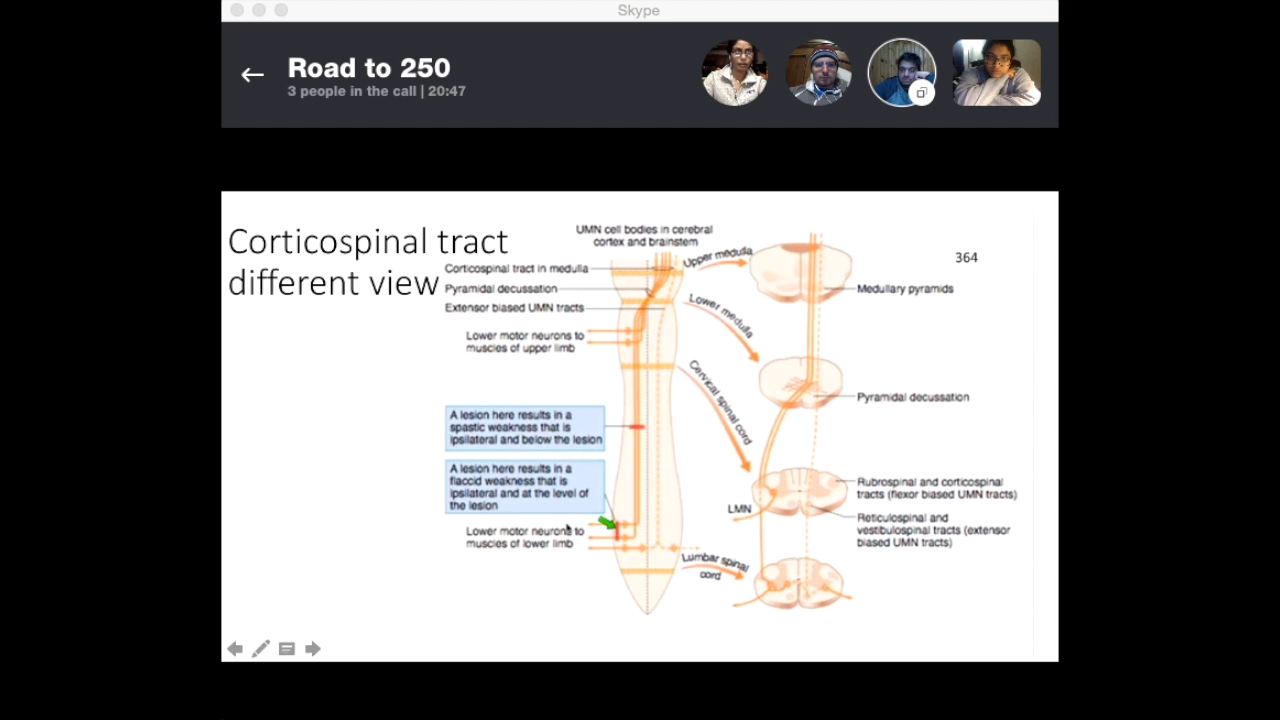 Skype
Road to 250
3 people in the call | 20:47
Corticospinal tract
different view
364
UMN cell bodies in cerebral
cortex and brainstem
Corticospinal tract in medulla
Pyramidal decussation
Extensor biased UMN tracts
Lower motor neurons to
muscles of upper limb
A lesion here results in a
spastic weakness that is
ipsilateral and below the lesion
A lesion here results in a
flaccid weakness that is
ipsilateral and at the level of
the lesion
Lower motor neurons to
muscles of lower limb
Upper medulla
Lower medulla
Cervical spinal cord
Lumbar spinal
cord
Medullary pyramids
Pyramidal decussation
LMN
Rubrospinal and corticospinal
tracts (flexor biased UMN tracts)
Reticulospinal and
vestibulospinal tracts (extensor
biased UMN tracts)